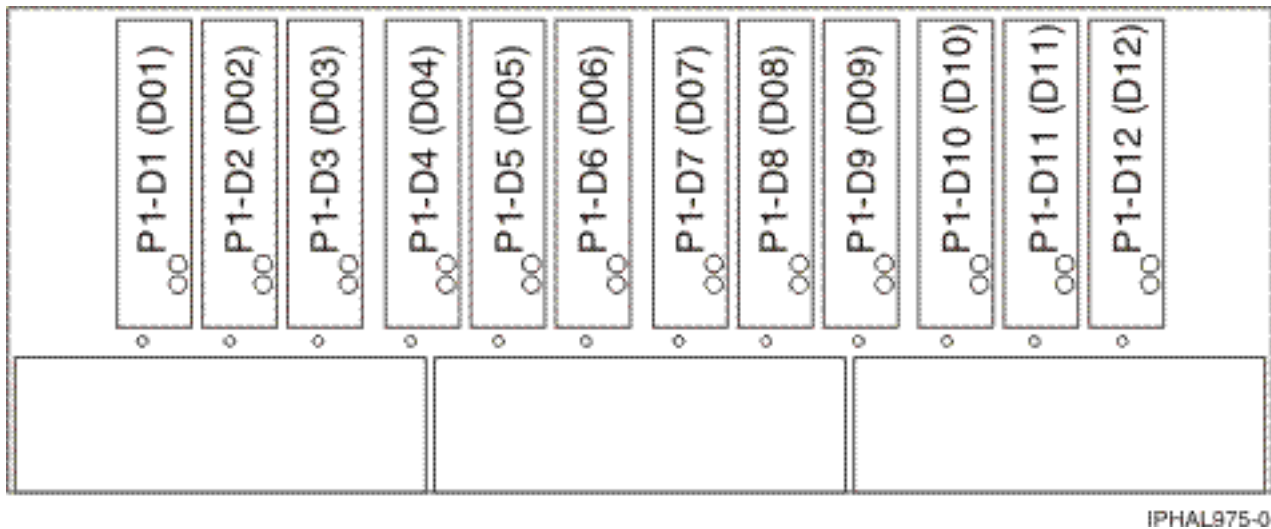 P1-D1 (D01)
P1-D2 (D02)
P1-D3 (D03)
P1-D4 (D04)
P1-D5 (D05)
P1-D6 (D06)
P1-D7 (D07)
P1-D8 (D08)
P1-D9 (D09)
P1-D10 (D10)
P1-D11 (D11)
P1-D12 (D12)
IPHAL975-0